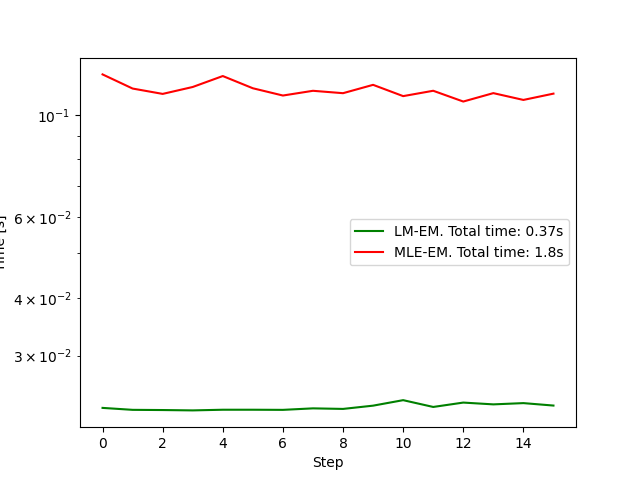 10⁻¹
6 × 10⁻²
4 × 10⁻²
3 × 10⁻²
LM-EM. Total time: 0.37s
MLE-EM. Total time: 1.8s
0 2 4 6 8 10 12 14
Step